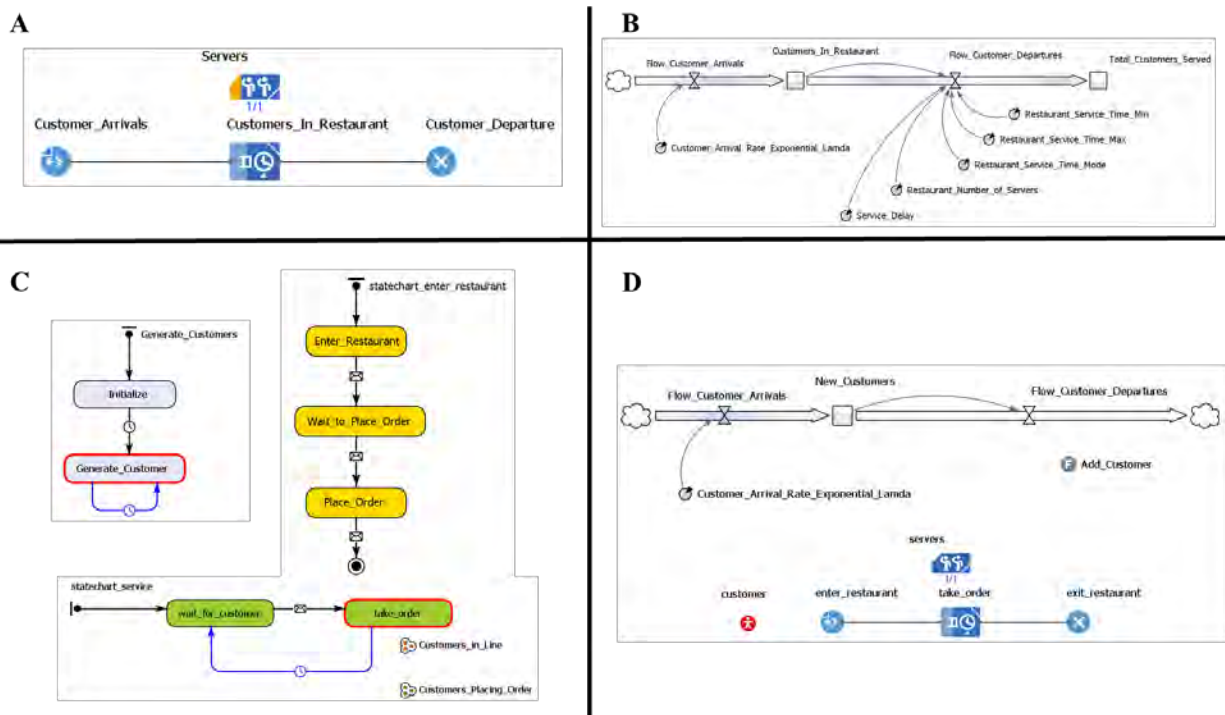 A
Servers
1/1
Customer_Arrivals
Customers_In_Restaurant
Customer_Departure
B
Customers_In_Restaurant
Flow_Customer_Arrivals
Flow_Customer_Departures
Total_Customers_Served
Restaurant_Service_Time_Min
Restaurant_Service_Time_Max
Customer_Arrival_Rate_Exponential_Lamda
Restaurant_Service_Time_Mode
Restaurant_Number_of_Servers
Service_Delay
C
statechart_enter_restaurant
Generate_Customers
Enter_Restaurant
Initialize
Wait_to_Place_Order
Generate_Customer
Place_Order
statechart_service
wait_for_customer
take_order
Customers_in_Line
Customers_Placing_Order
D
New_Customers
Flow_Customer_Arrivals
Flow_Customer_Departures
Add_Customer
Customer_Arrival_Rate_Exponential_Lamda
servers
1/1
customer
enter_restaurant
take_order
exit_restaurant